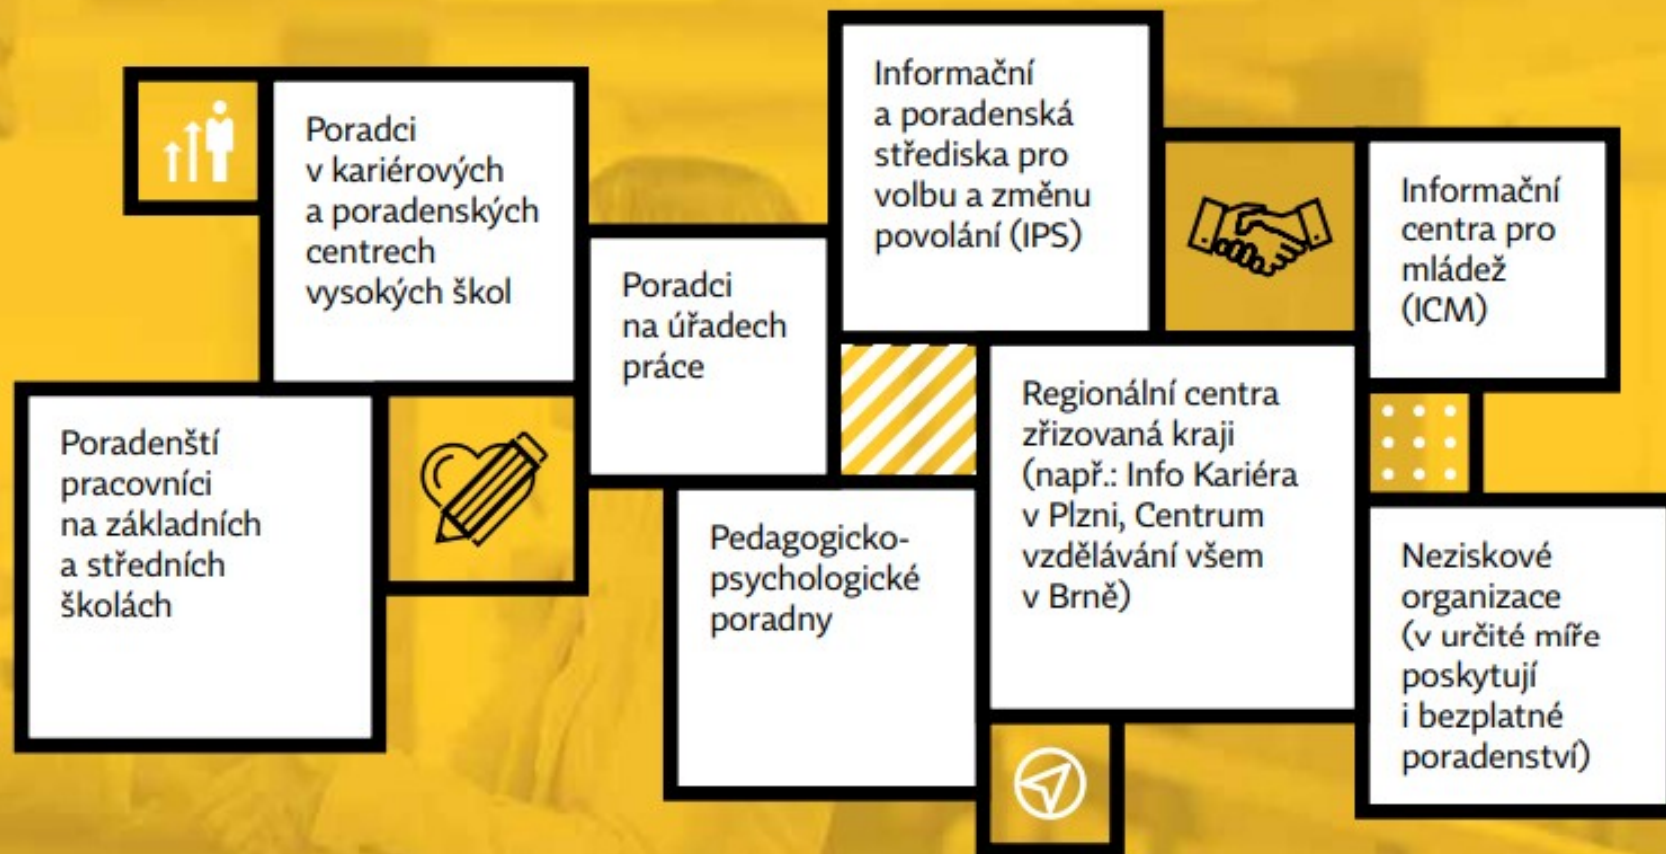 Poradci
v kariérových
a poradenských
centrech
vysokých škol
Informační
a poradenská
střediska pro
volbu a změnu
povolání (IPS)
Informační
centra pro
mládež
(ICM)
Poradci
na úřadech
práce
Poradenští
pracovníci
na základních
a středních
školách
Pedagogicko-
psychologické
poradny
Regionální centra
zřizovaná kraji
(např.: Info Kariéra
v Plzni, Centrum
vzdělávání všem
v Brně)
Neziskové
organizace
(v určité míře
poskytují
i bezplatné
poradenství)